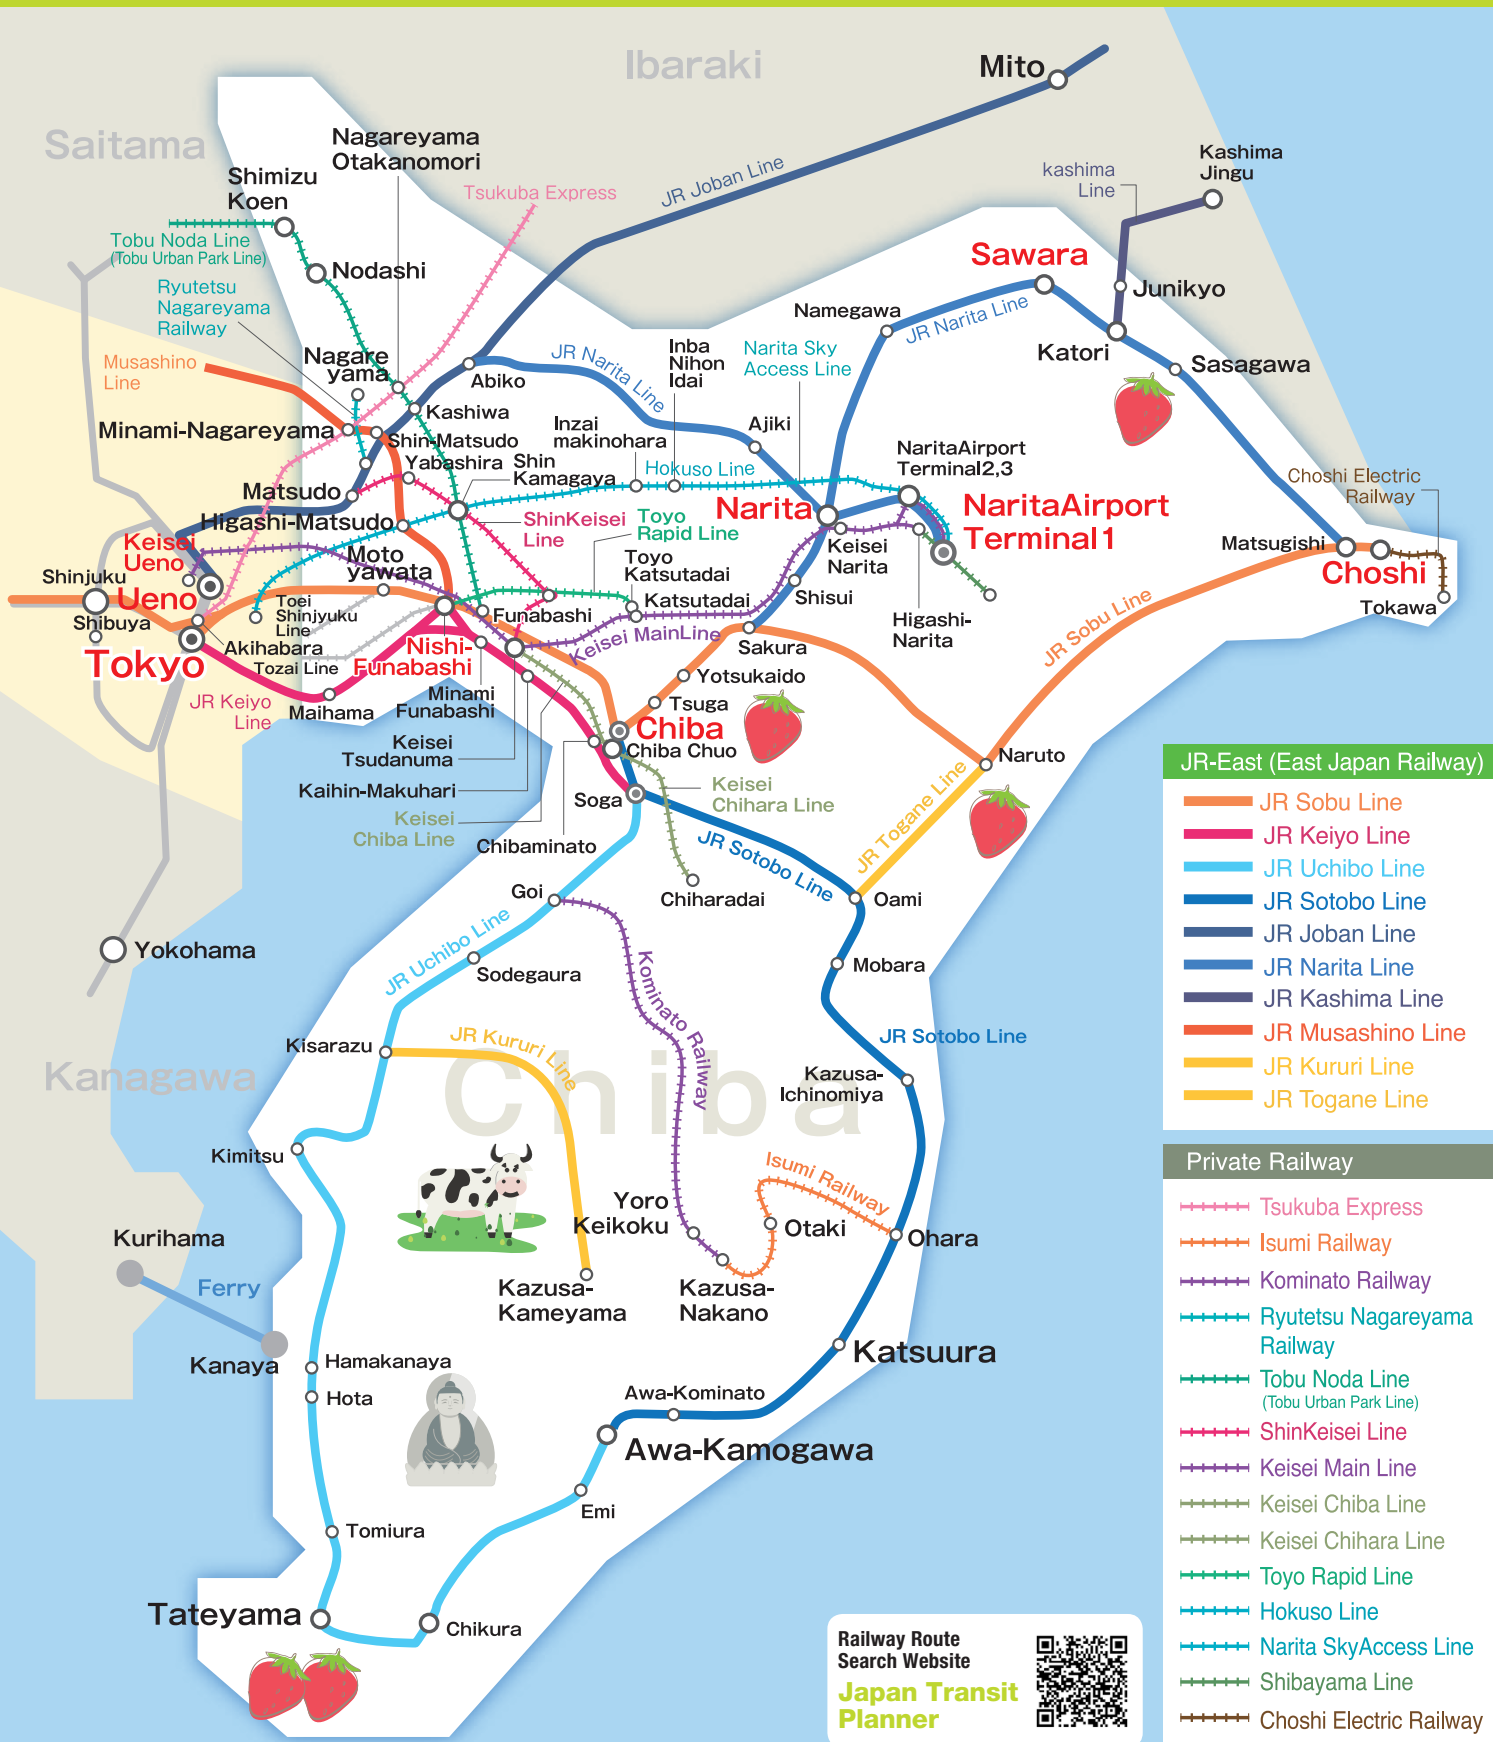 Ibaraki
Mito
Saitama
Nagareyama
Otakanomori
Kashima
Jingu
kashima
Line
JR Joban Line
Shimizu
Koen
Tsukuba Express
Tobu Noda Line
(Tobu Urban Park Line)
Nodashi
Sawara
Ryutetsu
Nagareyama
Railway
Junikyo
Namegawa
JR Narita Line
Katori
Sasagawa
Musashino
Line
Nagare
yama
Abiko
JR Narita Line
Inba
Nihon
Idai
Narita Sky
Access Line
Kashiwa
Minami-Nagareyama
Shin-Matsudo
Inzai
makinohara
Ajiki
Yabashira
Shin
Kamagaya
Hokuso Line
NaritaAirport
Terminal2,3
Choshi Electric
Railway
Matsudo
Higashi-Matsudo
Narita
NaritaAirport
Terminal1
ShinKeisei
Line
Toyo
Rapid Line
Keisei
Ueno
Moto
yawata
Keisei
Narita
Matsugishi
Choshi
Toyo
Katsutadai
Shinjuku
Ueno
Toei
Shinjyuku
Line
Funabashi
Katsutadai
Shisui
Tokawa
Shibuya
Akihabara
Higashi-
Narita
Tokyo
Tozai Line
Nishi-
Funabashi
Keisei MainLine
Sakura
JR Sobu Line
JR Keiyo
Line
Maihama
Minami
Funabashi
Yotsukaido
Tsuga
Keisei
Tsudanuma
Chiba
Chiba Chuo
Naruto
Kaihin-Makuhari
Soga
Keisei
Chihara Line
JR Togane Line
Keisei
Chiba Line
Chibaminato
JR Sotobo Line
Goi
Chiharadai
Oami
JR Uchibo Line
Yokohama
Sodegaura
Kominato Railway
Mobara
Kisarazu
JR Kururi Line
JR Sotobo Line
Kanagawa
Chiba
Kazusa-
Ichinomiya
Kimitsu
Isumi Railway
Yoro
Keikoku
Otaki
Ohara
Kurihama
Ferry
Kazusa-
Kameyama
Kazusa-
Nakano
Kanaya
Hamakanaya
Hota
Katsuura
Awa-Kominato
Awa-Kamogawa
Emi
Tomiura
Tateyama
Chikura
JR-East (East Japan Railway)
JR Sobu Line
JR Keiyo Line
JR Uchibo Line
JR Sotobo Line
JR Joban Line
JR Narita Line
JR Kashima Line
JR Musashino Line
JR Kururi Line
JR Togane Line
Private Railway
Tsukuba Express
Isumi Railway
Kominato Railway
Ryutetsu Nagareyama
Railway
Tobu Noda Line
(Tobu Urban Park Line)
ShinKeisei Line
Keisei Main Line
Keisei Chiba Line
Keisei Chihara Line
Toyo Rapid Line
Hokuso Line
Narita SkyAccess Line
Shibayama Line
Choshi Electric Railway
Railway Route
Search Website
Japan Transit
Planner